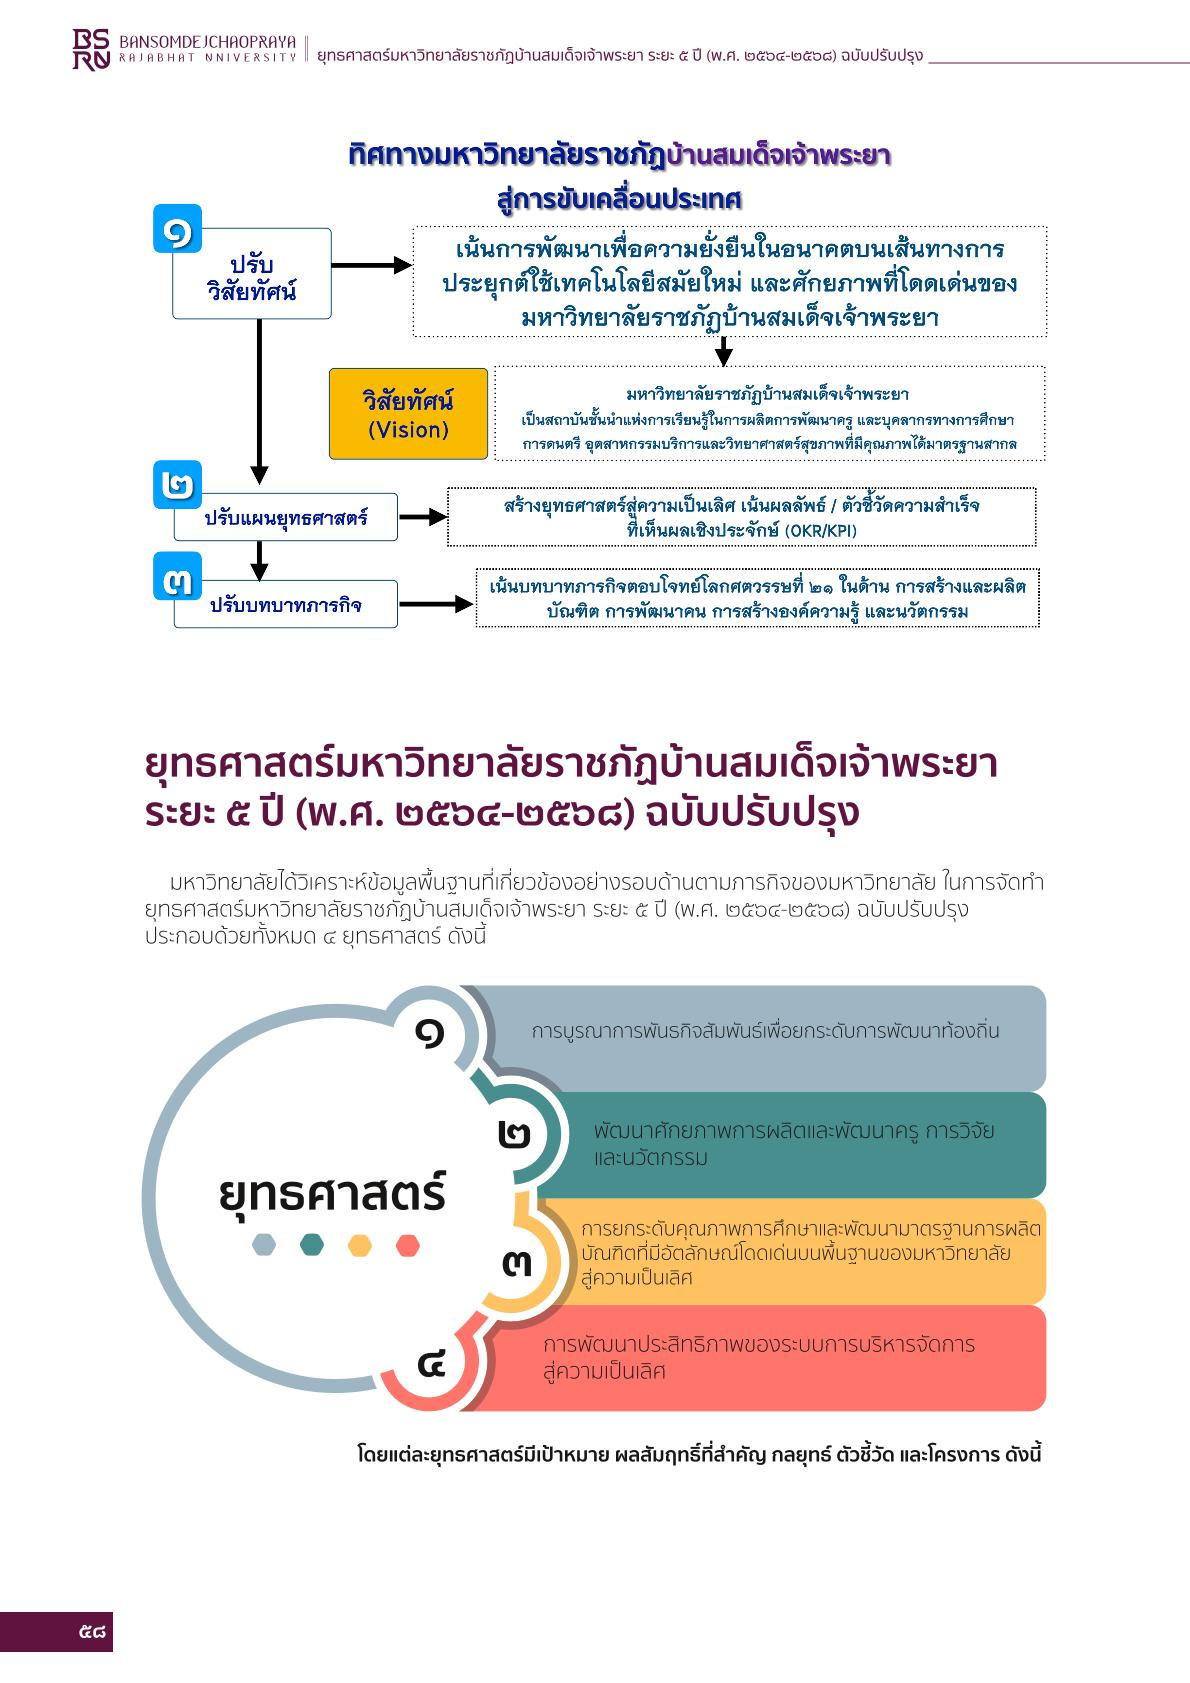 BANSOMDEJCHAOPRAYA
RAJABHAT NNIVERSITY
ยุทธศาสตร์มหาวิทยาลัยราชภัฏบ้านสมเด็จเจ้าพระยา ระยะ ๕ ปี (พ.ศ. ๒๕๖๔-๒๕๖๘) ฉบับปรับปรุง
ทิศทางมหาวิทยาลัยราชภัฏบ้านสมเด็จเจ้าพระยา
สู่การขับเคลื่อนประเทศ
๑
ปรับ
วิสัยทัศน์
เน้นการพัฒนาเพื่อความยั่งยืนในอนาคตบนเส้นทางการ
ประยุกต์ใช้เทคโนโลยีสมัยใหม่ และศักยภาพที่โดดเด่นของ
มหาวิทยาลัยราชภัฏบ้านสมเด็จเจ้าพระยา
วิสัยทัศน์
(Vision)
มหาวิทยาลัยราชภัฏบ้านสมเด็จเจ้าพระยา
เป็นสถาบันชั้นนำแห่งการเรียนรู้ในการผลิตการพัฒนาครู และบุคลากรทางการศึกษา
การดนตรี อุตสาหกรรมบริการและวิทยาศาสตร์สุขภาพที่มีคุณภาพได้มาตรฐานสากล
๒
ปรับแผนยุทธศาสตร์
สร้างยุทธศาสตร์สู่ความเป็นเลิศ เน้นผลลัพธ์ / ตัวชี้วัดความสำเร็จ
ที่เห็นผลเชิงประจักษ์ (OKR/KPI)
๓
ปรับบทบาทภารกิจ
เน้นบทบาทภารกิจตอบโจทย์โลกศตวรรษที่ ๒๑ ในด้าน การสร้างและผลิต
บัณฑิต การพัฒนาคน การสร้างองค์ความรู้ และนวัตกรรม
ยุทธศาสตร์มหาวิทยาลัยราชภัฏบ้านสมเด็จเจ้าพระยา
ระยะ ๕ ปี (พ.ศ. ๒๕๖๔-๒๕๖๘) ฉบับปรับปรุง
มหาวิทยาลัยได้วิเคราะห์ข้อมูลพื้นฐานที่เกี่ยวข้องอย่างรอบด้านตามภารกิจของมหาวิทยาลัย ในการจัดทำ
ยุทธศาสตร์มหาวิทยาลัยราชภัฏบ้านสมเด็จเจ้าพระยา ระยะ ๕ ปี (พ.ศ. ๒๕๖๔-๒๕๖๘) ฉบับปรับปรุง
ประกอบด้วยทั้งหมด ๔ ยุทธศาสตร์ ดังนี้
ยุทธศาสตร์
๑
การบูรณาการพันธกิจสัมพันธ์เพื่อยกระดับการพัฒนาท้องถิ่น
๒
พัฒนาศักยภาพการผลิตและพัฒนาครู การวิจัย
และนวัตกรรม
๓
การยกระดับคุณภาพการศึกษาและพัฒนามาตรฐานการผลิต
บัณฑิตที่มีอัตลักษณ์โดดเด่นบนพื้นฐานของมหาวิทยาลัย
สู่ความเป็นเลิศ
๔
การพัฒนาประสิทธิภาพของระบบการบริหารจัดการ
สู่ความเป็นเลิศ
โดยแต่ละยุทธศาสตร์มีเป้าหมาย ผลสัมฤทธิ์ที่สำคัญ กลยุทธ์ ตัวชี้วัด และโครงการ ดังนี้
๕๘